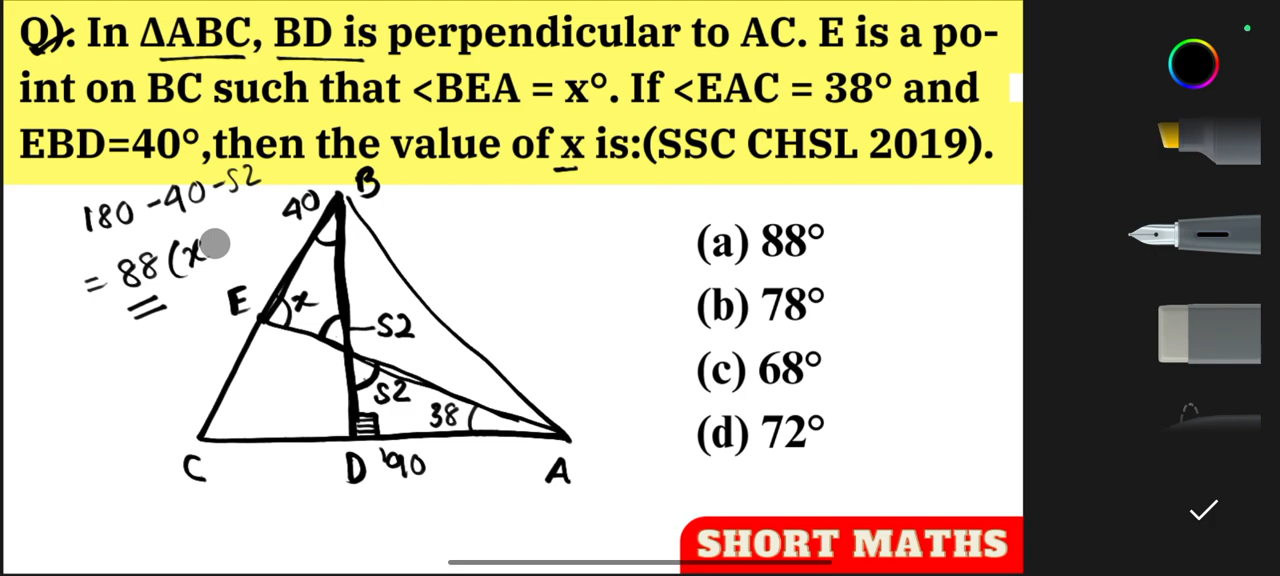 Q). In ΔABC, BD is perpendicular to AC. E is a po-
int on BC such that <BEA = x°. If <EAC = 38° and
EBD=40°,then the value of x is:(SSC CHSL 2019).
180 -40-52
= 88 (x
40
B
E
x
52
52
38
C
D
90
A
(a) 88°
(b) 78°
(c) 68°
(d) 72°
SHORT MATHS